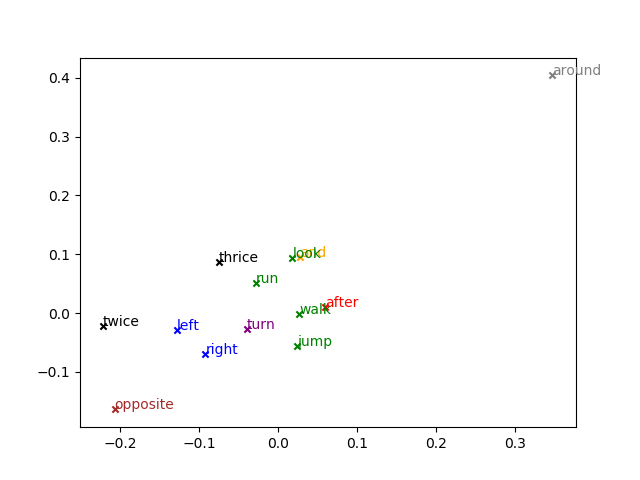 around
0.4
0.3
0.2
thrice
look
and
0.1
run
after
walk
0.0
twice
left
turn
jump
right
−0.1
opposite
−0.2
−0.1
0.0
0.1
0.2
0.3